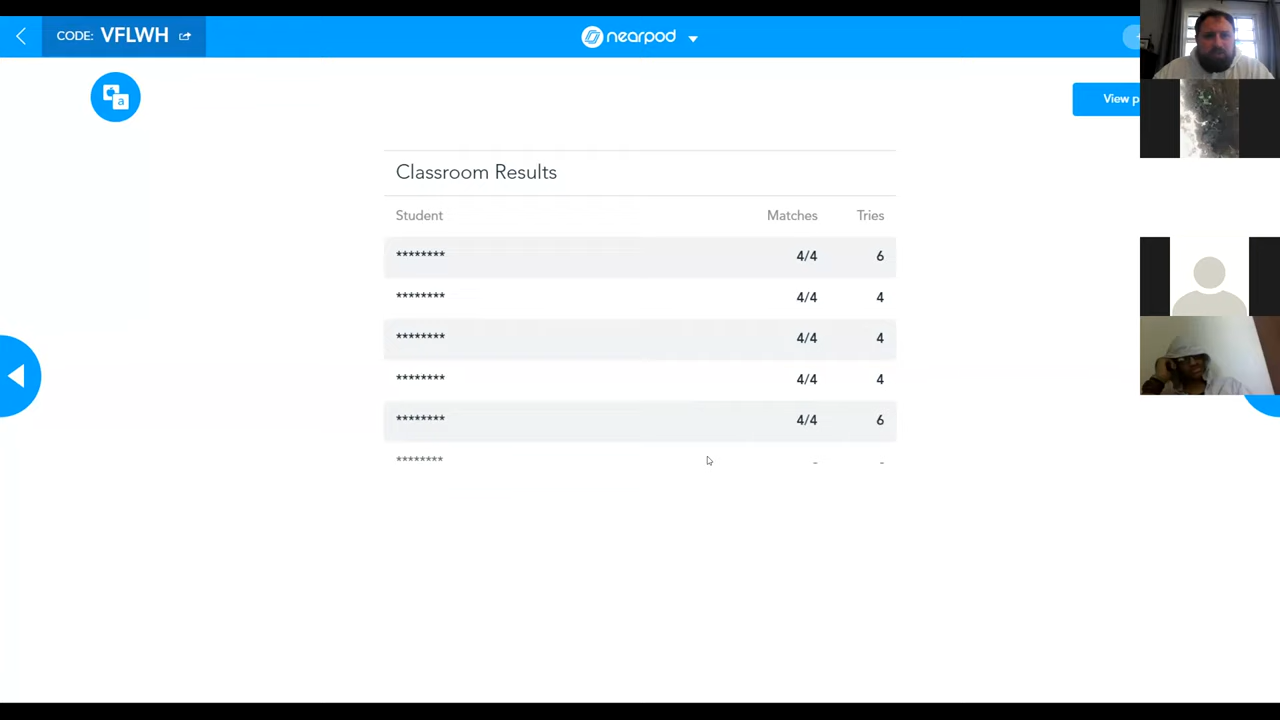 CODE: VFLWH
nearpod
View p
Classroom Results
Student Matches Tries
******** 4/4 6
******** 4/4 4
******** 4/4 4
******** 4/4 4
******** 4/4 6
******** - -